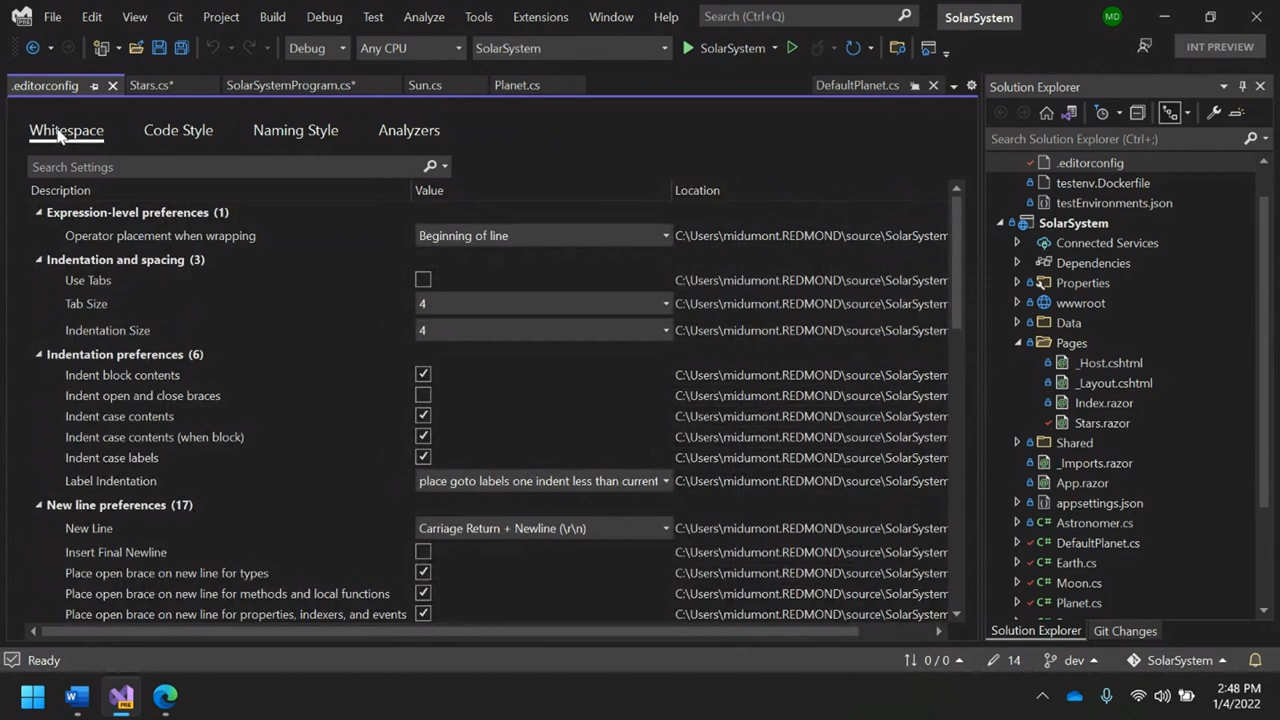 File Edit View Git Project Build Debug Test Analyze Tools Extensions Window Help Search (Ctrl+Q) SolarSystem MD
Debug Any CPU SolarSystem SolarSystem INT PREVIEW
.editorconfig Stars.cs* SolarSystemProgram.cs* Sun.cs Planet.cs DefaultPlanet.cs
Whitespace Code Style Naming Style Analyzers
Search Settings
Description Value Location
Expression-level preferences (1)
Operator placement when wrapping Beginning of line C:\Users\midumont.REDMOND\source\SolarSystem
Indentation and spacing (3)
Use Tabs C:\Users\midumont.REDMOND\source\SolarSystem
Tab Size 4 C:\Users\midumont.REDMOND\source\SolarSystem
Indentation Size 4 C:\Users\midumont.REDMOND\source\SolarSystem
Indentation preferences (6)
Indent block contents C:\Users\midumont.REDMOND\source\SolarSystem
Indent open and close braces C:\Users\midumont.REDMOND\source\SolarSystem
Indent case contents C:\Users\midumont.REDMOND\source\SolarSystem
Indent case contents (when block) C:\Users\midumont.REDMOND\source\SolarSystem
Indent case labels C:\Users\midumont.REDMOND\source\SolarSystem
Label Indentation place goto labels one indent less than current C:\Users\midumont.REDMOND\source\SolarSystem
New line preferences (17)
New Line Carriage Return + Newline (\r\n) C:\Users\midumont.REDMOND\source\SolarSystem
Insert Final Newline C:\Users\midumont.REDMOND\source\SolarSystem
Place open brace on new line for types C:\Users\midumont.REDMOND\source\SolarSystem
Place open brace on new line for methods and local functions C:\Users\midumont.REDMOND\source\SolarSystem
Place open brace on new line for properties, indexers, and events C:\Users\midumont.REDMOND\source\SolarSystem
Solution Explorer
Search Solution Explorer (Ctrl+;)
.editorconfig
testenv.Dockerfile
testEnvironments.json
SolarSystem
Connected Services
Dependencies
Properties
wwwroot
Data
Pages
_Host.cshtml
_Layout.cshtml
Index.razor
Stars.razor
Shared
_Imports.razor
App.razor
appsettings.json
Astronomer.cs
DefaultPlanet.cs
Earth.cs
Moon.cs
Planet.cs
Solution Explorer Git Changes
Ready 0 / 0 14 dev SolarSystem
PRE
2:48 PM
1/4/2022